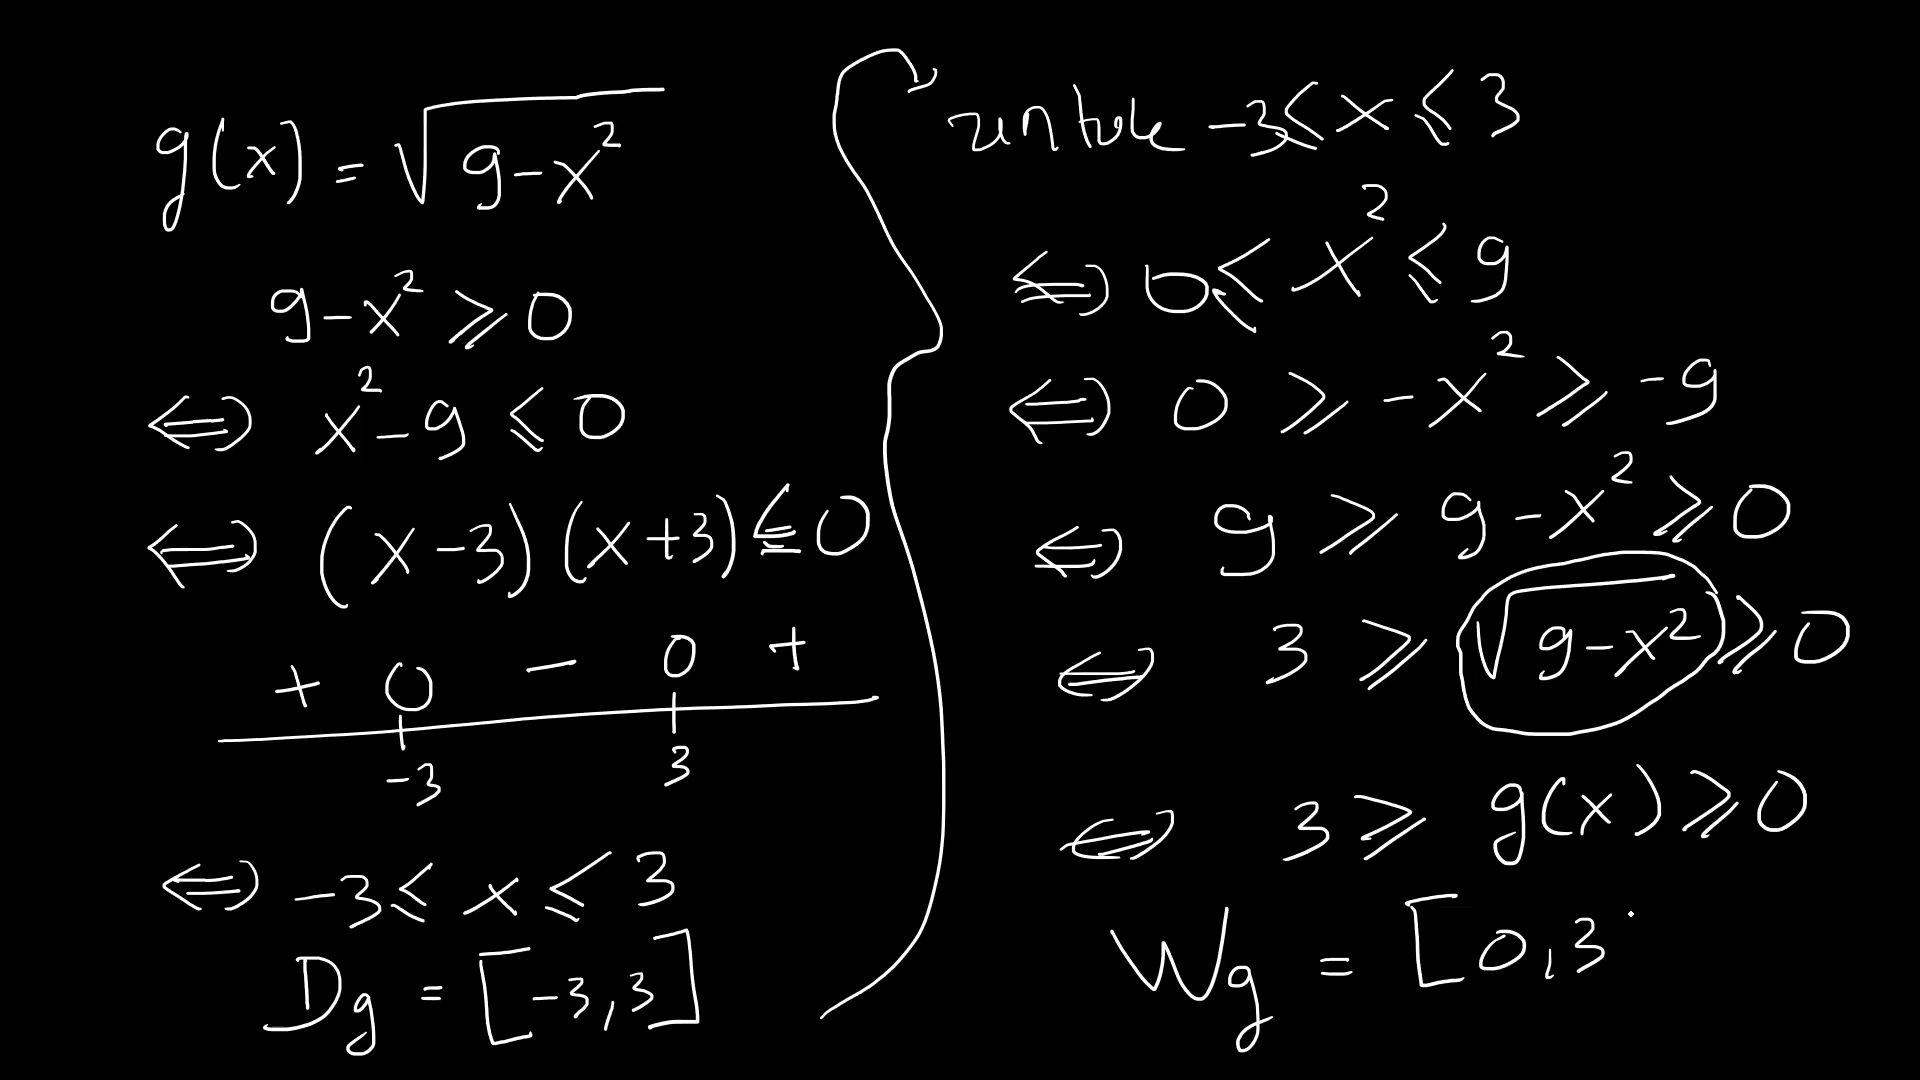 g(x) = √(9-x²)
9-x² ⩾ 0
⇔ x²-9 ⩽ 0
⇔ (x-3)(x+3) ≤ 0
+ 0 - 0 +
-3 3
⇔ -3 ⩽ x ⩽ 3
Dg = [-3,3]
untuk -3 ⩽ x ⩽ 3
⇔ 0 ⩽ x² ⩽ 9
⇔ 0 ⩾ -x² ⩾ -9
⇔ 9 ⩾ 9-x² ⩾ 0
⇔ 3 ⩾ √(9-x²) ⩾ 0
⇔ 3 ⩾ g(x) ⩾ 0
Wg = [0,3